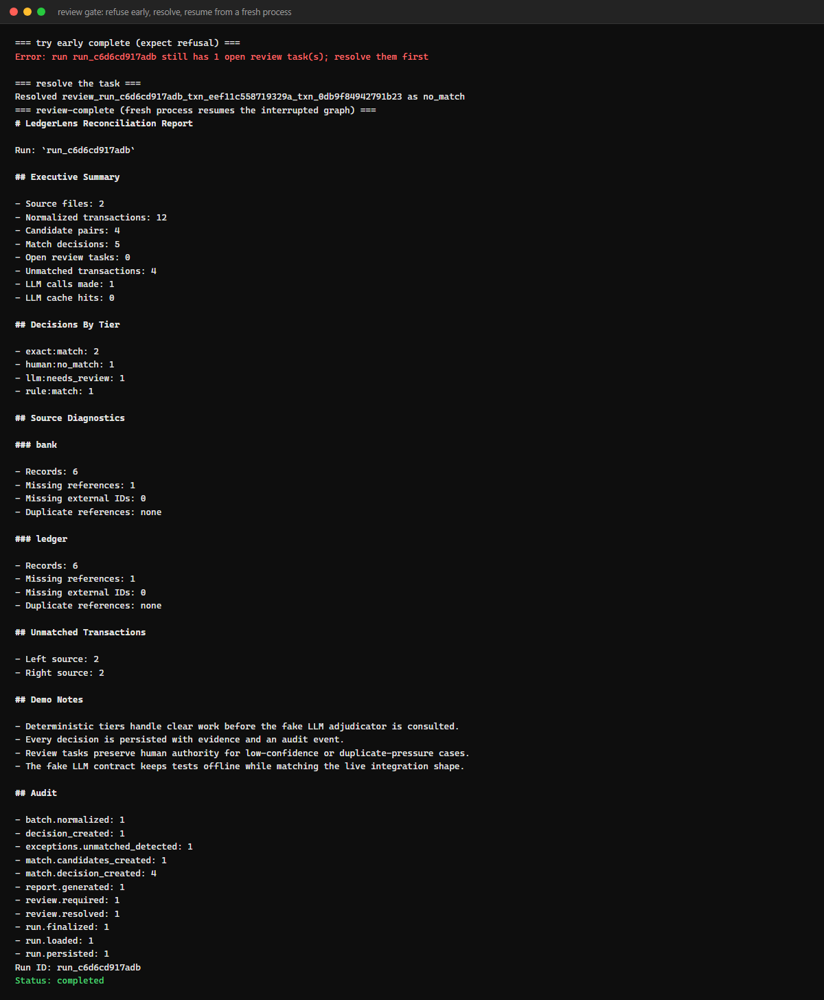 review gate: refuse early, resolve, resume from a fresh process
=== try early complete (expect refusal) ===
Error: run run_c6d6cd917adb still has 1 open review task(s); resolve them first
=== resolve the task ===
Resolved review_run_c6d6cd917adb_txn_eef11c558719329a_txn_0db9f84942791b23 as no_match
=== review-complete (fresh process resumes the interrupted graph) ===
# LedgerLens Reconciliation Report
Run: `run_c6d6cd917adb`
## Executive Summary
- Source files: 2
- Normalized transactions: 12
- Candidate pairs: 4
- Match decisions: 5
- Open review tasks: 0
- Unmatched transactions: 4
- LLM calls made: 1
- LLM cache hits: 0
## Decisions By Tier
- exact:match: 2
- human:no_match: 1
- llm:needs_review: 1
- rule:match: 1
## Source Diagnostics
### bank
- Records: 6
- Missing references: 1
- Missing external IDs: 0
- Duplicate references: none
### ledger
- Records: 6
- Missing references: 1
- Missing external IDs: 0
- Duplicate references: none
## Unmatched Transactions
- Left source: 2
- Right source: 2
## Demo Notes
- Deterministic tiers handle clear work before the fake LLM adjudicator is consulted.
- Every decision is persisted with evidence and an audit event.
- Review tasks preserve human authority for low-confidence or duplicate-pressure cases.
- The fake LLM contract keeps tests offline while matching the live integration shape.
## Audit
- batch.normalized: 1
- decision_created: 1
- exceptions.unmatched_detected: 1
- match.candidates_created: 1
- match.decision_created: 4
- report.generated: 1
- review.required: 1
- review.resolved: 1
- run.finalized: 1
- run.loaded: 1
- run.persisted: 1
Run ID: run_c6d6cd917adb
Status: completed